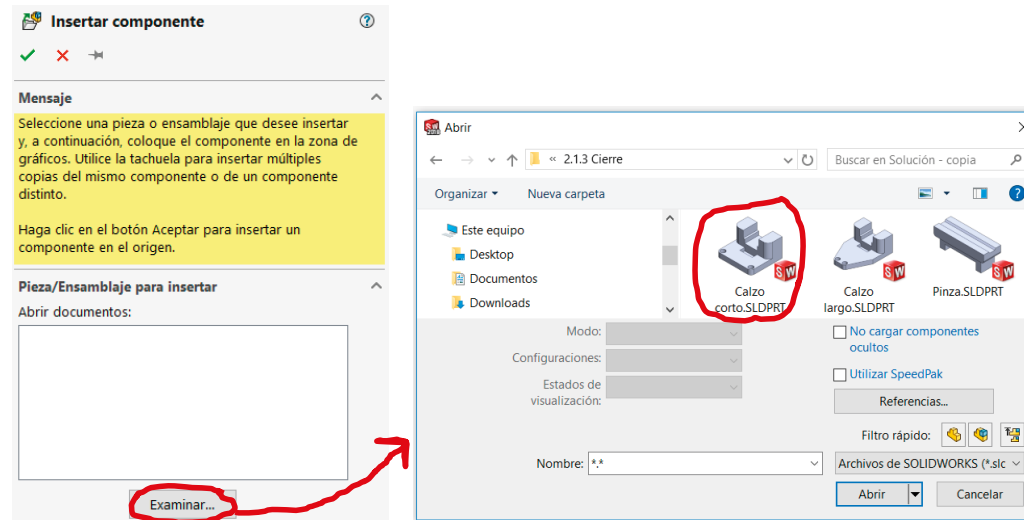 Insertar componente
Mensaje
Seleccione una pieza o ensamblaje que desee insertar
y, a continuación, coloque el componente en la zona de
gráficos. Utilice la tachuela para insertar múltiples
copias del mismo componente o de un componente
distinto.
Haga clic en el botón Aceptar para insertar un
componente en el origen.
Pieza/Ensamblaje para insertar
Abrir documentos:
Examinar...
Abrir
« 2.1.3 Cierre
Buscar en Solución - copia
Organizar
Nueva carpeta
Este equipo
Desktop
Documentos
Downloads
Calzo
corto.SLDPRT
Calzo
largo.SLDPRT
Pinza.SLDPRT
Modo:
Configuraciones:
Estados de
visualización:
No cargar componentes
ocultos
Utilizar SpeedPak
Referencias...
Filtro rápido:
Nombre: *.*
Archivos de SOLIDWORKS (*.slc
Abrir
Cancelar